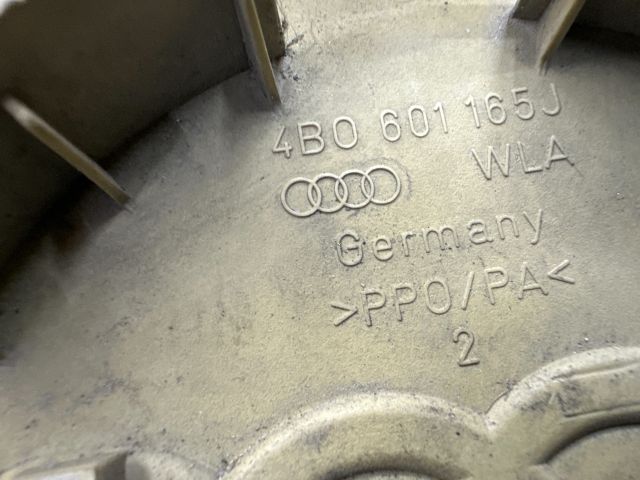 4B0 601 165J
WLA
Germany
>PPO/PA<
2